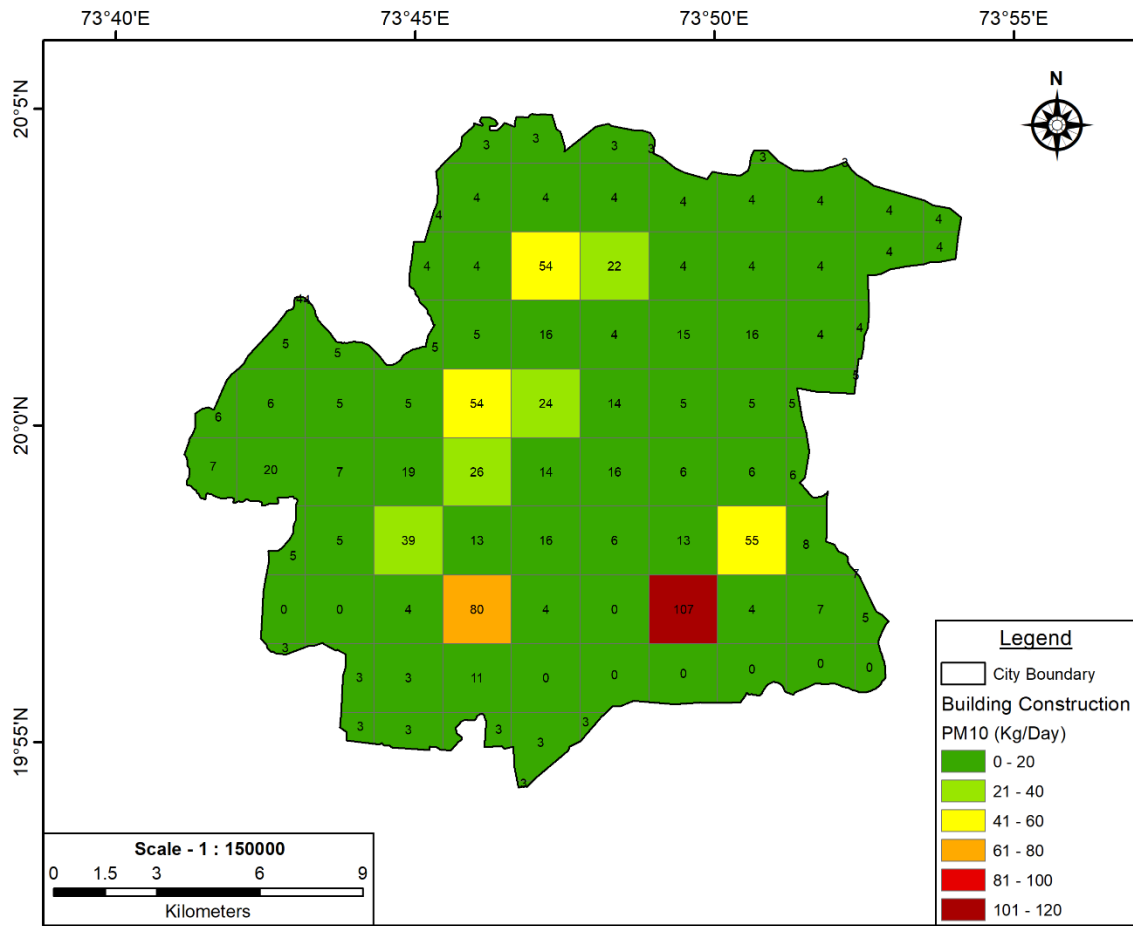 73°40'E 73°45'E 73°50'E 73°55'E
N
20°5'N
20°0'N
19°55'N
3 3 3 3 3 3
4 4 4 4 4 4 4 4 4
4 4 54 22 4 4 4 4 4
5 5 5 5 16 4 15 16 4 4
6 6 5 5 54 24 14 5 5 5 5
7 20 7 19 26 14 16 6 6 6
5 5 39 13 16 6 13 55 8 7
0 0 4 80 4 0 107 4 7 5
3 3 3 11 0 0 0 0 0 0
3 3 3 3 3
3
Legend
City Boundary
Building Construction
PM10 (Kg/Day)
0 - 20
21 - 40
41 - 60
61 - 80
81 - 100
101 - 120
Scale - 1 : 150000
0 1.5 3 6 9
Kilometers